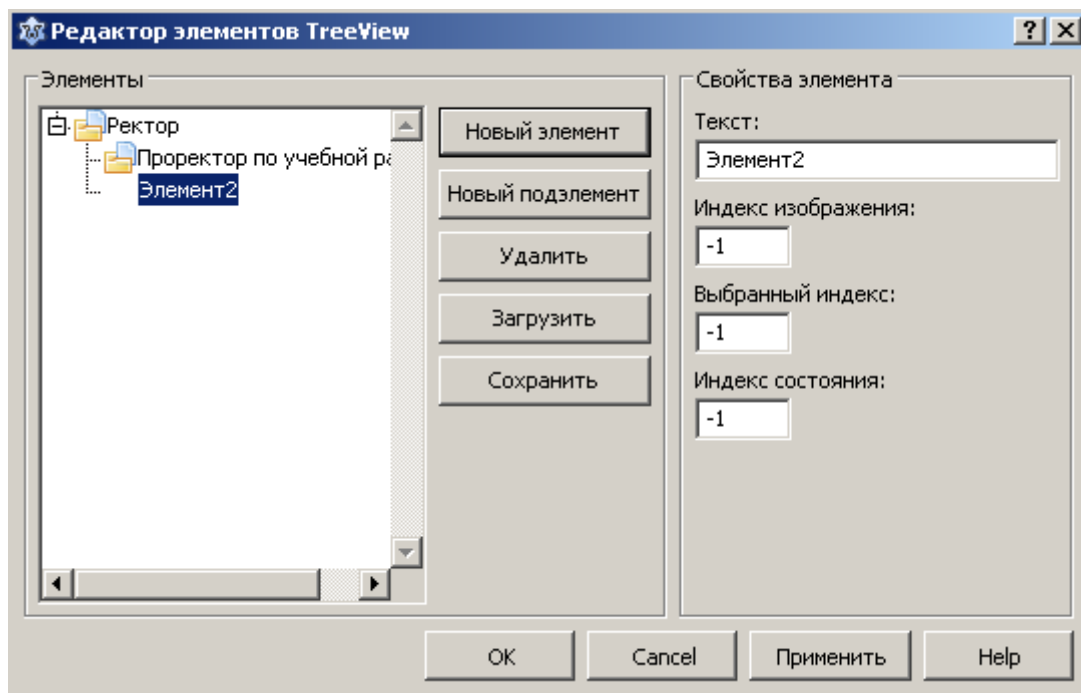 Редактор элементов TreeView
Элементы
Ректор
Проректор по учебной ра
Элемент2
Новый элемент
Новый подэлемент
Удалить
Загрузить
Сохранить
Свойства элемента
Текст:
Элемент2
Индекс изображения:
-1
Выбранный индекс:
-1
Индекс состояния:
-1
OK
Cancel
Применить
Help